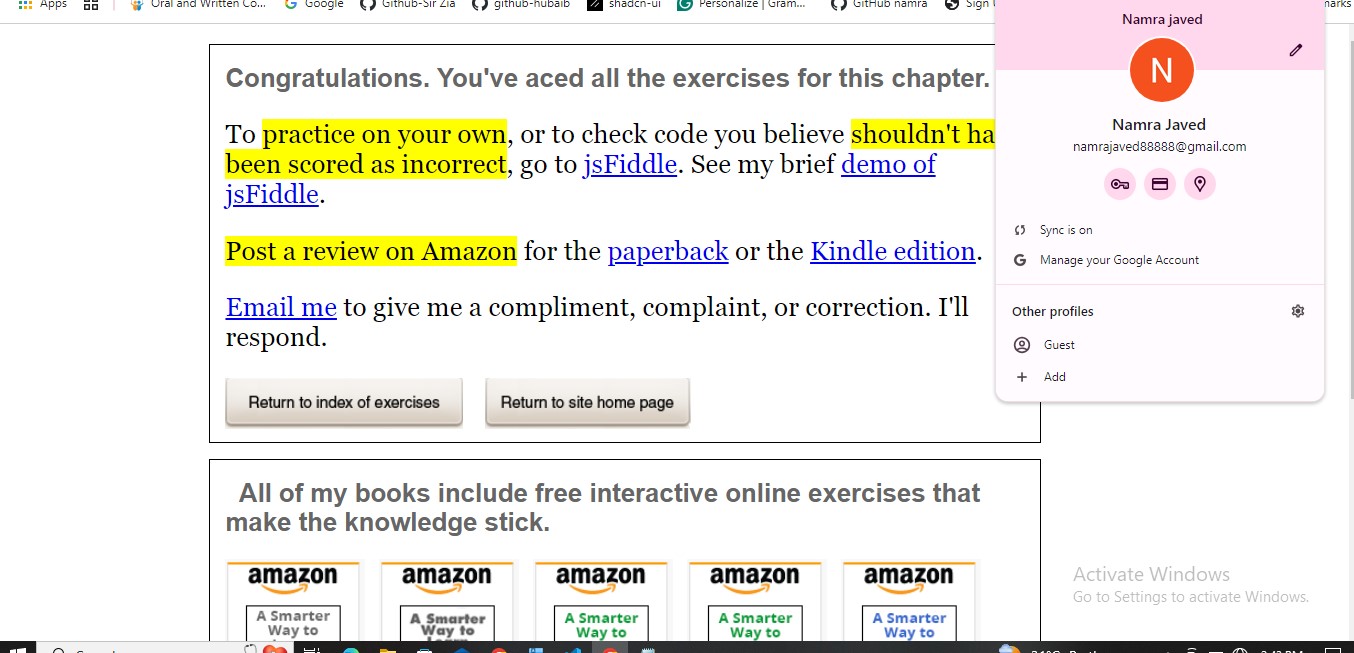 Apps
Oral and Written Co...
Google
Github-Sir Zia
github-hubaib
shadcn-ui
Personalize | Gram...
GitHub namra
Sign
marks
Namra javed
N
Namra Javed
namrajaved88888@gmail.com
Sync is on
Manage your Google Account
Other profiles
Guest
Add
Congratulations. You've aced all the exercises for this chapter.
To practice on your own, or to check code you believe shouldn't ha
been scored as incorrect, go to jsFiddle. See my brief demo of
jsFiddle.
Post a review on Amazon for the paperback or the Kindle edition.
Email me to give me a compliment, complaint, or correction. I'll
respond.
Return to index of exercises
Return to site home page
All of my books include free interactive online exercises that
make the knowledge stick.
amazon
A Smarter
Way to
amazon
A Smarter
Way to
Learn
amazon
A Smarter
Way to
amazon
A Smarter
Way to
amazon
A Smarter
Way to
Activate Windows
Go to Settings to activate Windows.